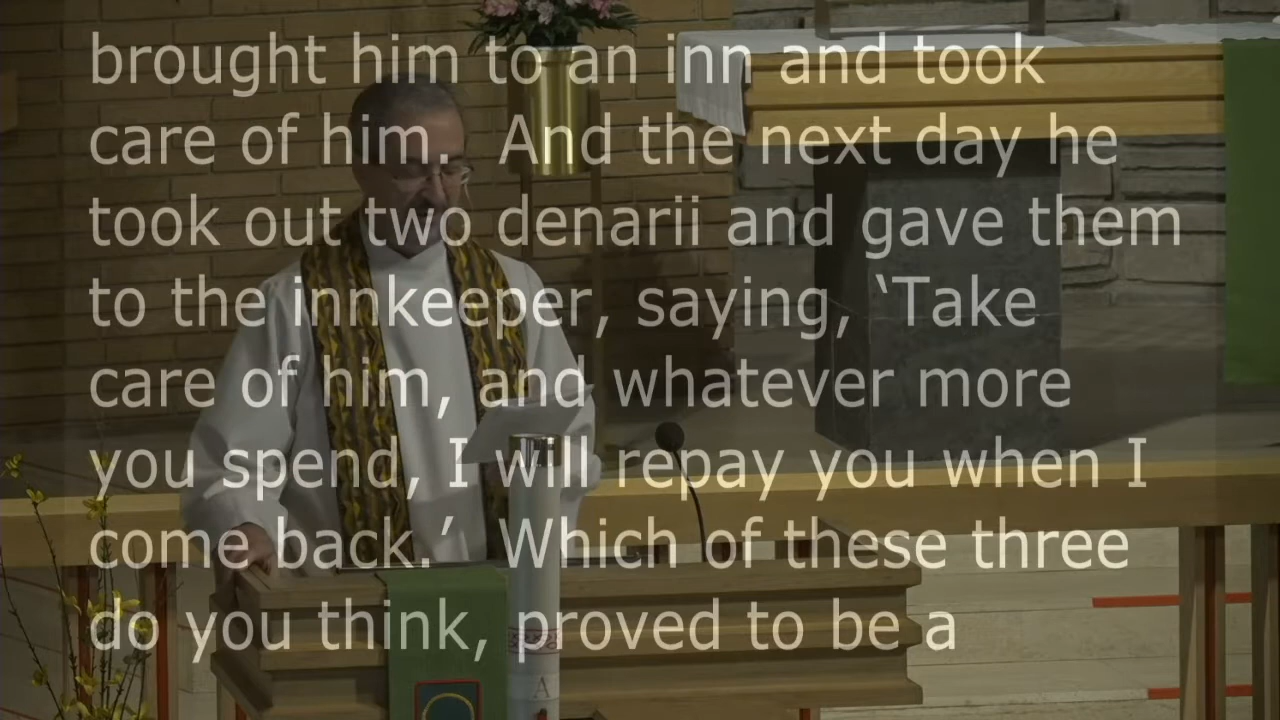 brought him to an inn and took
care of him.  And the next day he
took out two denarii and gave them
to the innkeeper, saying, ‘Take
care of him, and whatever more
you spend, I will repay you when I
come back.’  Which of these three
do you think, proved to be a
A